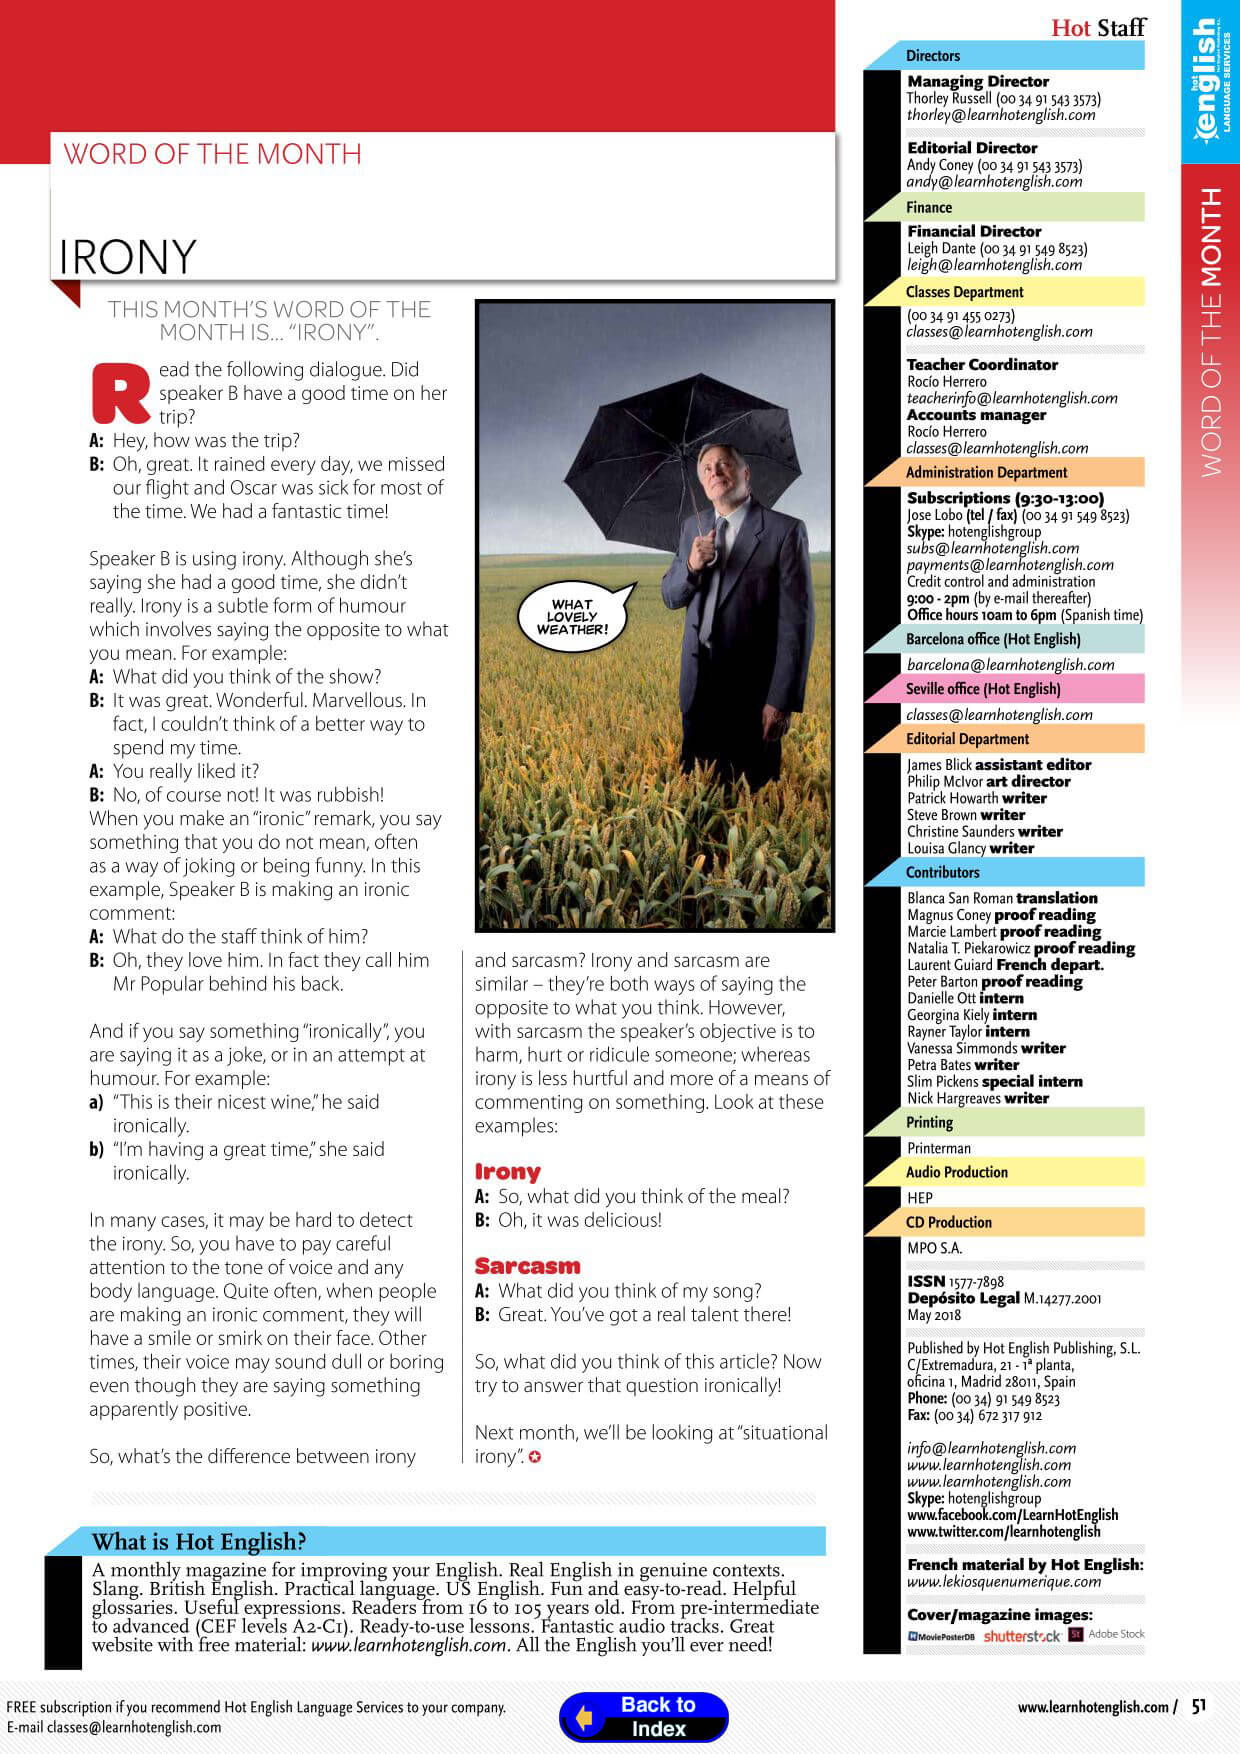 WORD OF THE MONTH
IRONY
THIS MONTH'S WORD OF THE
MONTH IS... "IRONY".
Read the following dialogue. Did
speaker B have a good time on her
trip?
A: Hey, how was the trip?
B: Oh, great. It rained every day, we missed
our flight and Oscar was sick for most of
the time. We had a fantastic time!
Speaker B is using irony. Although she's
saying she had a good time, she didn't
really. Irony is a subtle form of humour
which involves saying the opposite to what
you mean. For example:
A: What did you think of the show?
B: It was great. Wonderful. Marvellous. In
fact, I couldn't think of a better way to
spend my time.
A: You really liked it?
B: No, of course not! It was rubbish!
When you make an "ironic" remark, you say
something that you do not mean, often
as a way of joking or being funny. In this
example, Speaker B is making an ironic
comment:
A: What do the staff think of him?
B: Oh, they love him. In fact they call him
Mr Popular behind his back.
And if you say something "ironically", you
are saying it as a joke, or in an attempt at
humour. For example:
a) "This is their nicest wine," he said
ironically.
b) "I'm having a great time," she said
ironically.
In many cases, it may be hard to detect
the irony. So, you have to pay careful
attention to the tone of voice and any
body language. Quite often, when people
are making an ironic comment, they will
have a smile or smirk on their face. Other
times, their voice may sound dull or boring
even though they are saying something
apparently positive.
So, what's the difference between irony
WHAT
LOVELY
WEATHER!
and sarcasm? Irony and sarcasm are
similar – they're both ways of saying the
opposite to what you think. However,
with sarcasm the speaker's objective is to
harm, hurt or ridicule someone; whereas
irony is less hurtful and more of a means of
commenting on something. Look at these
examples:
Irony
A: So, what did you think of the meal?
B: Oh, it was delicious!
Sarcasm
A: What did you think of my song?
B: Great. You've got a real talent there!
So, what did you think of this article? Now
try to answer that question ironically!
Next month, we'll be looking at "situational
irony".
What is Hot English?
A monthly magazine for improving your English. Real English in genuine contexts.
Slang. British English. Practical language. US English. Fun and easy-to-read. Helpful
glossaries. Useful expressions. Readers from 16 to 105 years old. From pre-intermediate
to advanced (CEF levels A2-C1). Ready-to-use lessons. Fantastic audio tracks. Great
website with free material: www.learnhotenglish.com. All the English you'll ever need!
Hot Staff
Directors
Managing Director
Thorley Russell (00 34 91 543 3573)
thorley@learnhotenglish.com
Editorial Director
Andy Coney (00 34 91 543 3573)
andy@learnhotenglish.com
Finance
Financial Director
Leigh Dante (00 34 91 549 8523)
leigh@learnhotenglish.com
Classes Department
(00 34 91 455 0273)
classes@learnhotenglish.com
Teacher Coordinator
Rocío Herrero
teacherinfo@learnhotenglish.com
Accounts manager
Rocío Herrero
classes@learnhotenglish.com
Administration Department
Subscriptions (9:30-13:00)
Jose Lobo (tel / fax) (00 34 91 549 8523)
Skype: hotenglishgroup
subs@learnhotenglish.com
payments@learnhotenglish.com
Credit control and administration
9:00 - 2pm (by e-mail thereafter)
Office hours 10am to 6pm (Spanish time)
Barcelona office (Hot English)
barcelona@learnhotenglish.com
Seville office (Hot English)
classes@learnhotenglish.com
Editorial Department
James Blick assistant editor
Philip McIvor art director
Patrick Howarth writer
Steve Brown writer
Christine Saunders writer
Louisa Glancy writer
Contributors
Blanca San Roman translation
Magnus Coney proof reading
Marcie Lambert proof reading
Natalia T. Piekarowicz proof reading
Laurent Guiard French depart.
Peter Barton proof reading
Danielle Ott intern
Georgina Kiely intern
Rayner Taylor intern
Vanessa Simmonds writer
Petra Bates writer
Slim Pickens special intern
Nick Hargreaves writer
Printing
Printerman
Audio Production
HEP
CD Production
MPO S.A.
ISSN 1577-7898
Depósito Legal M.14277.2001
May 2018
Published by Hot English Publishing, S.L.
C/Extremadura, 21 - 1ª planta,
oficina 1, Madrid 28011, Spain
Phone: (00 34) 91 549 8523
Fax: (00 34) 672 317 912
info@learnhotenglish.com
www.learnhotenglish.com
www.learnhotenglish.com
Skype: hotenglishgroup
www.facebook.com/LearnHotEnglish
www.twitter.com/learnhotenglish
French material by Hot English:
www.lekiosquenumerique.com
Cover/magazine images:
MoviePosterDB shutterstock St Adobe Stock
hot english
LANGUAGE SERVICES
WORD OF THE MONTH
FREE subscription if you recommend Hot English Language Services to your company.
E-mail classes@learnhotenglish.com
Back to
Index
www.learnhotenglish.com / 51